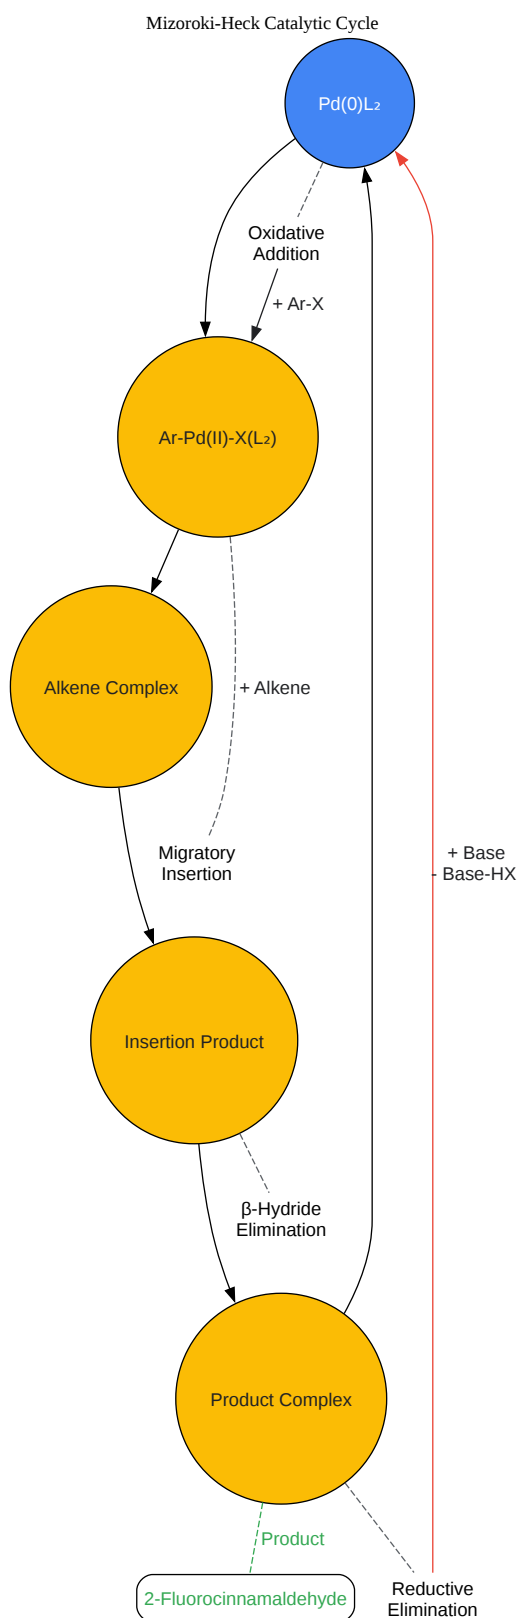 Mizoroki-Heck Catalytic Cycle
Pd(0)L₂
Oxidative
Addition
+ Ar-X
Ar-Pd(II)-X(L₂)
Alkene Complex
+ Alkene
Migratory
Insertion
+ Base
- Base-HX
Insertion Product
β-Hydride
Elimination
Product Complex
Product
2-Fluorocinnamaldehyde
Reductive
Elimination